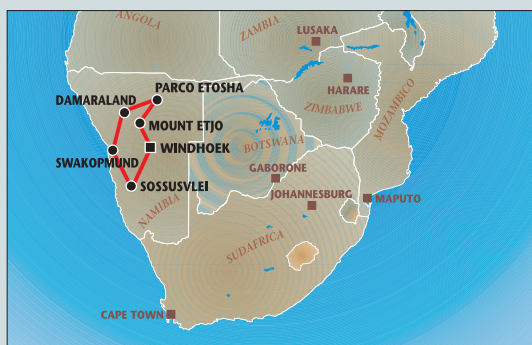 ANGOLA
ZAMBIA
LUSAKA
PARCO ETOSHA
HARARE
DAMARALAND
ZIMBABWE
MOZAMBICO
MOUNT ETJO
BOTSWANA
WINDHOEK
SWAKOPMUND
GABORONE
SOSSUSVLEI
JOHANNESBURG
MAPUTO
NAMIBIA
SUDAFRICA
CAPE TOWN